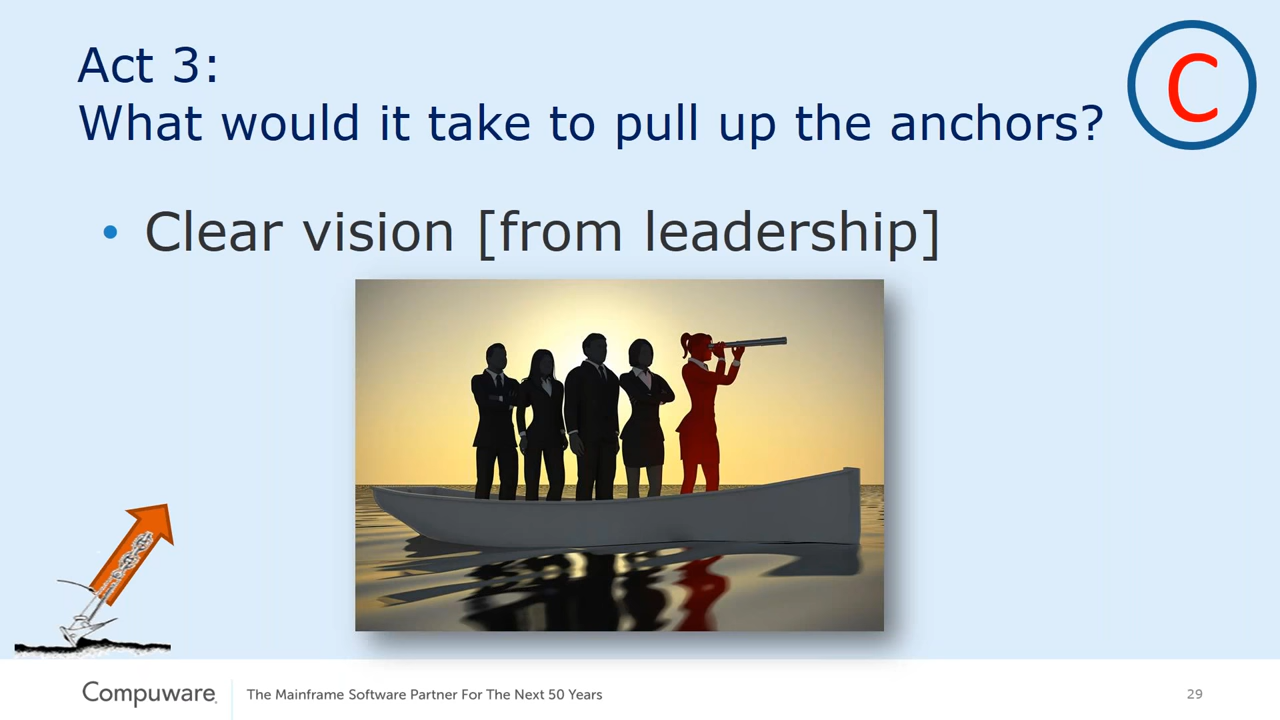 Act 3:
What would it take to pull up the anchors?
C
• Clear vision [from leadership]
Compuware.
The Mainframe Software Partner For The Next 50 Years
29